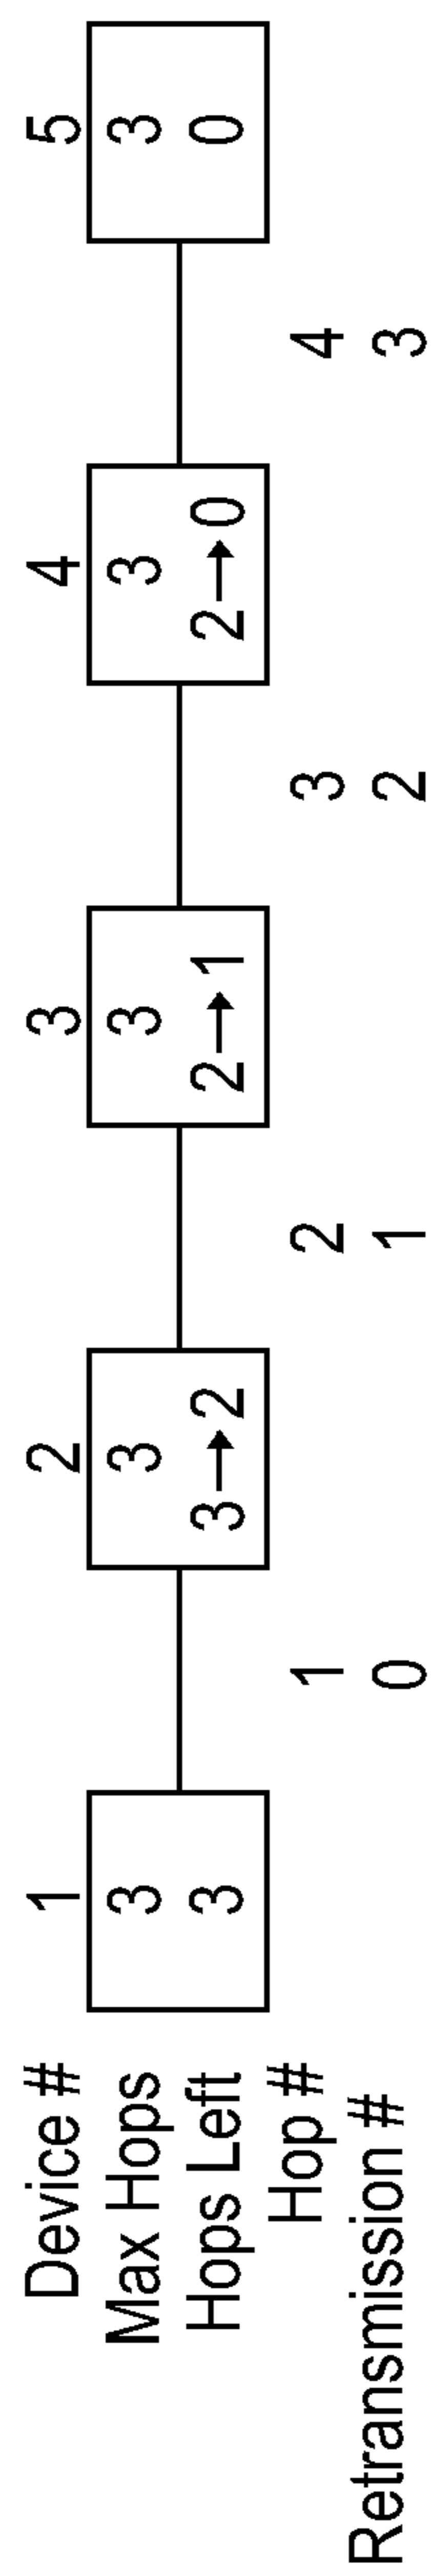 Device # 1 2 3 4 5
Max Hops 3 3 3 3 3
Hops Left 3 3→2 2→1 2→0 0
Hop # 1 2 3 4
Retransmission # 0 1 2 3